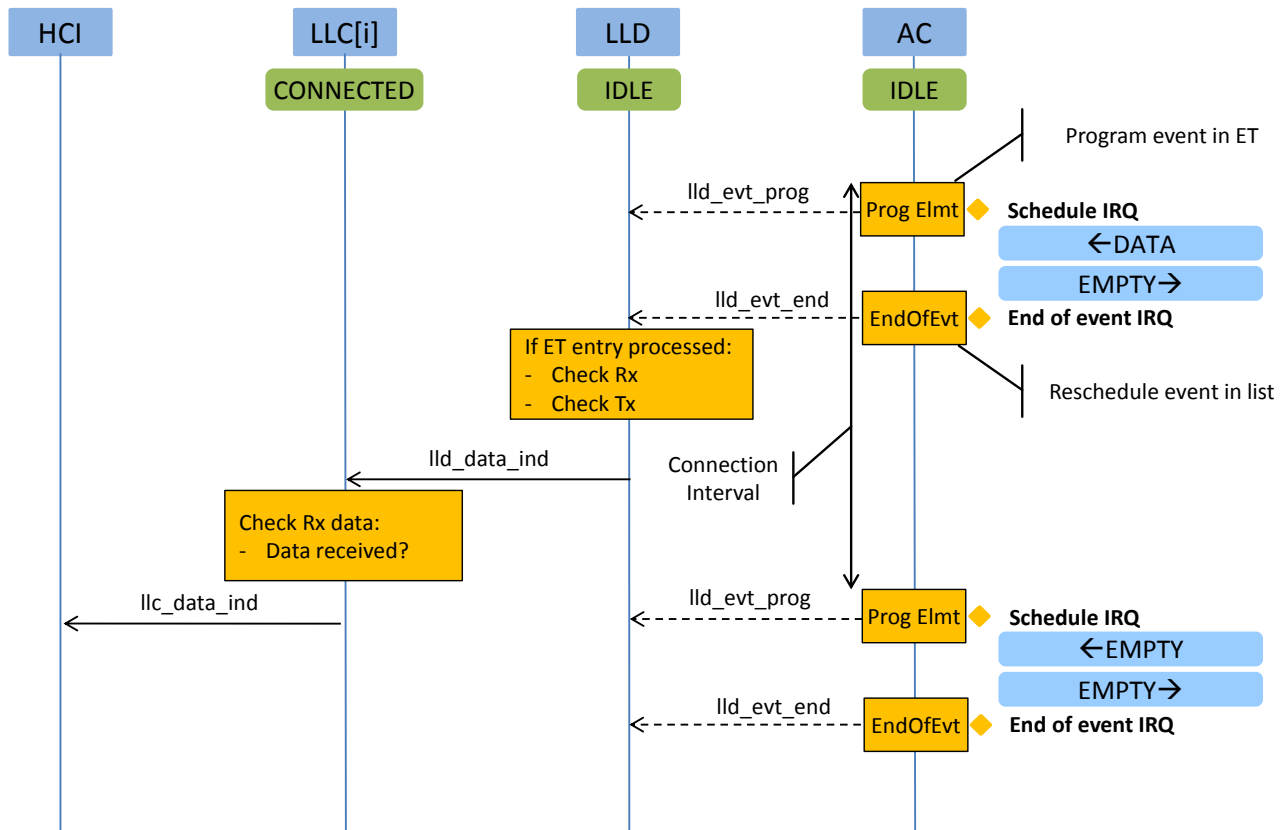 HCI
LLC[i]
LLD
AC
CONNECTED
IDLE
IDLE
Program event in ET
lld_evt_prog
Prog Elmt
Schedule IRQ
←DATA
EMPTY→
lld_evt_end
EndOfEvt
End of event IRQ
If ET entry processed:
- Check Rx
- Check Tx
Reschedule event in list
lld_data_ind
Connection
Interval
Check Rx data:
- Data received?
llc_data_ind
lld_evt_prog
Prog Elmt
Schedule IRQ
←EMPTY
EMPTY→
lld_evt_end
EndOfEvt
End of event IRQ